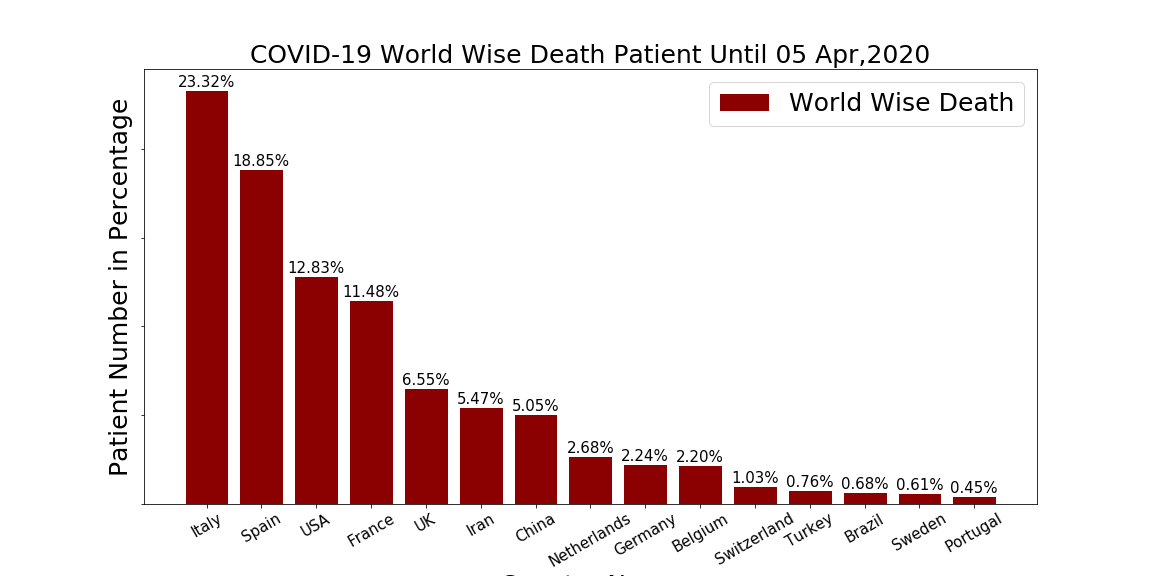 COVID-19 World Wise Death Patient Until 05 Apr,2020
World Wise Death
Patient Number in Percentage
23.32%
18.85%
12.83%
11.48%
6.55%
5.47%
5.05%
2.68%
2.24%
2.20%
1.03%
0.76%
0.68%
0.61%
0.45%
Italy
Spain
USA
France
UK
Iran
China
Netherlands
Germany
Belgium
Switzerland
Turkey
Brazil
Sweden
Portugal